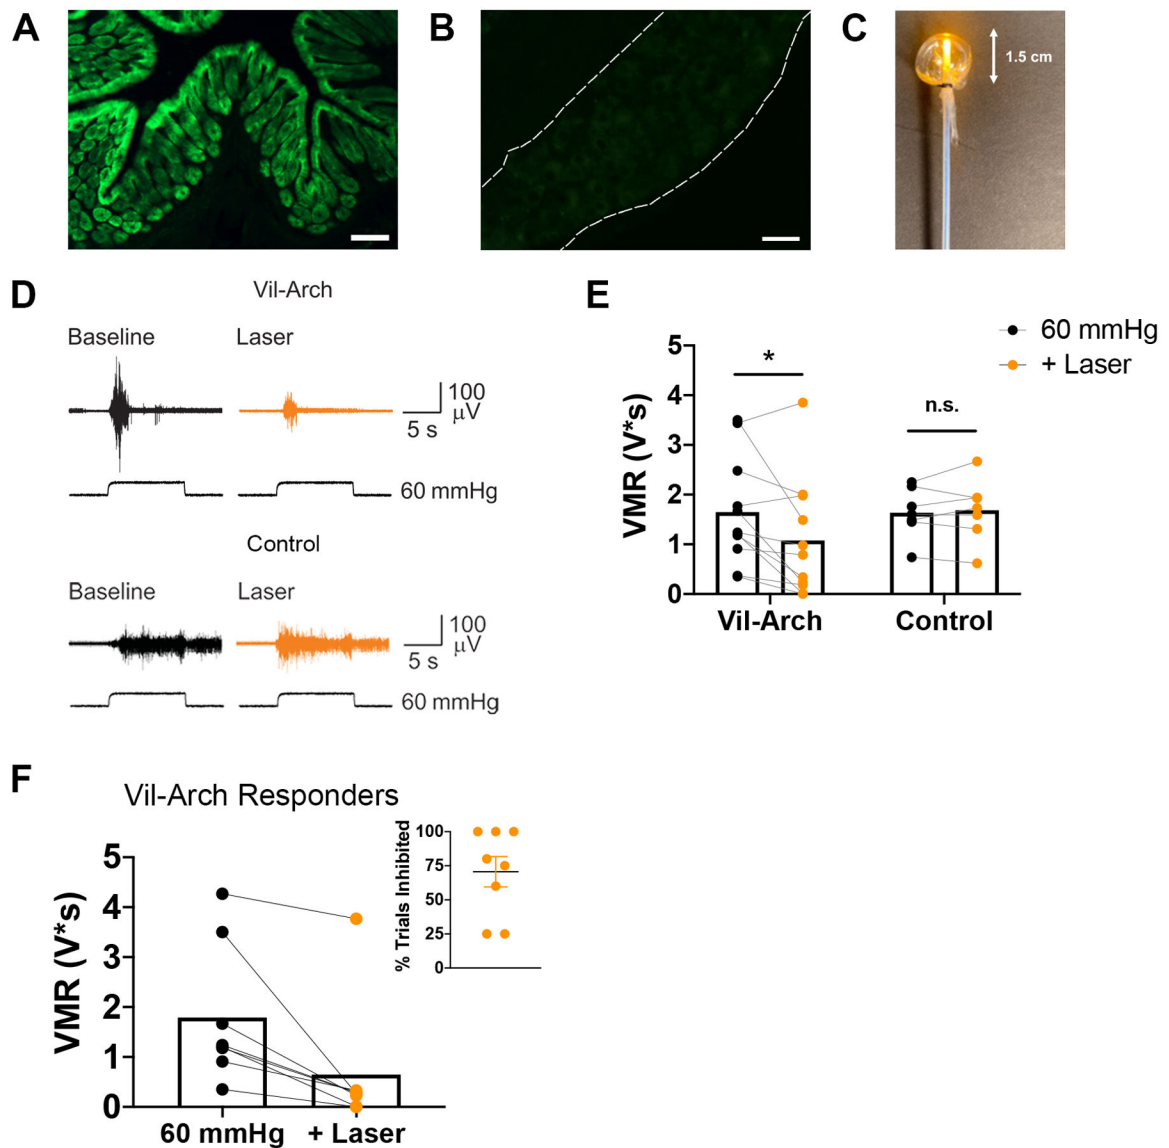 A
B
C
1.5 cm
D
Vil-Arch
Baseline
Laser
100
µV
5 s
60 mmHg
Control
Baseline
Laser
100
µV
5 s
60 mmHg
E
60 mmHg
+ Laser
VMR (V*s)
5
4
3
2
1
0
*
n.s.
Vil-Arch
Control
F
Vil-Arch Responders
VMR (V*s)
5
4
3
2
1
0
60 mmHg
+ Laser
% Trials Inhibited
100
75
50
25
0